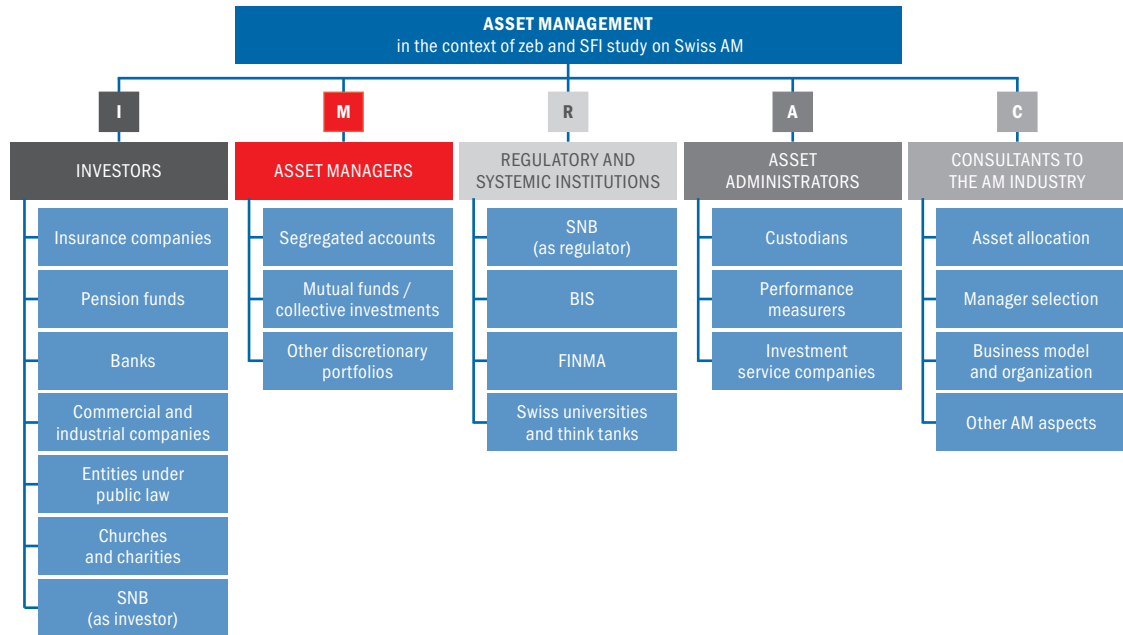 ASSET MANAGEMENT
in the context of zeb and SFI study on Swiss AM
I
INVESTORS
Insurance companies
Pension funds
Banks
Commercial and
industrial companies
Entities under
public law
Churches
and charities
SNB
(as investor)
M
ASSET MANAGERS
Segregated accounts
Mutual funds /
collective investments
Other discretionary
portfolios
R
REGULATORY AND
SYSTEMIC INSTITUTIONS
SNB
(as regulator)
BIS
FINMA
Swiss universities
and think tanks
A
ASSET
ADMINISTRATORS
Custodians
Performance
measurers
Investment
service companies
C
CONSULTANTS TO
THE AM INDUSTRY
Asset allocation
Manager selection
Business model
and organization
Other AM aspects